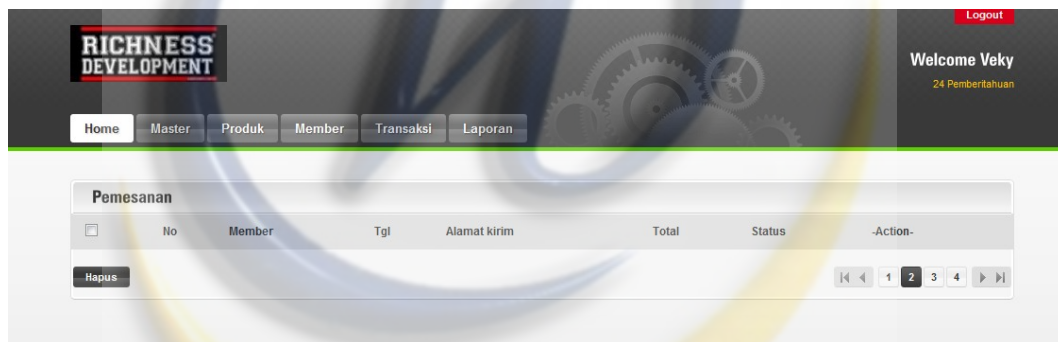 Logout
RICHNESS
DEVELOPMENT
Welcome Veky
24 Pemberitahuan
Home Master Produk Member Transaksi Laporan
Pemesanan
No Member Tgl Alamat kirim Total Status -Action-
Hapus 1 2 3 4